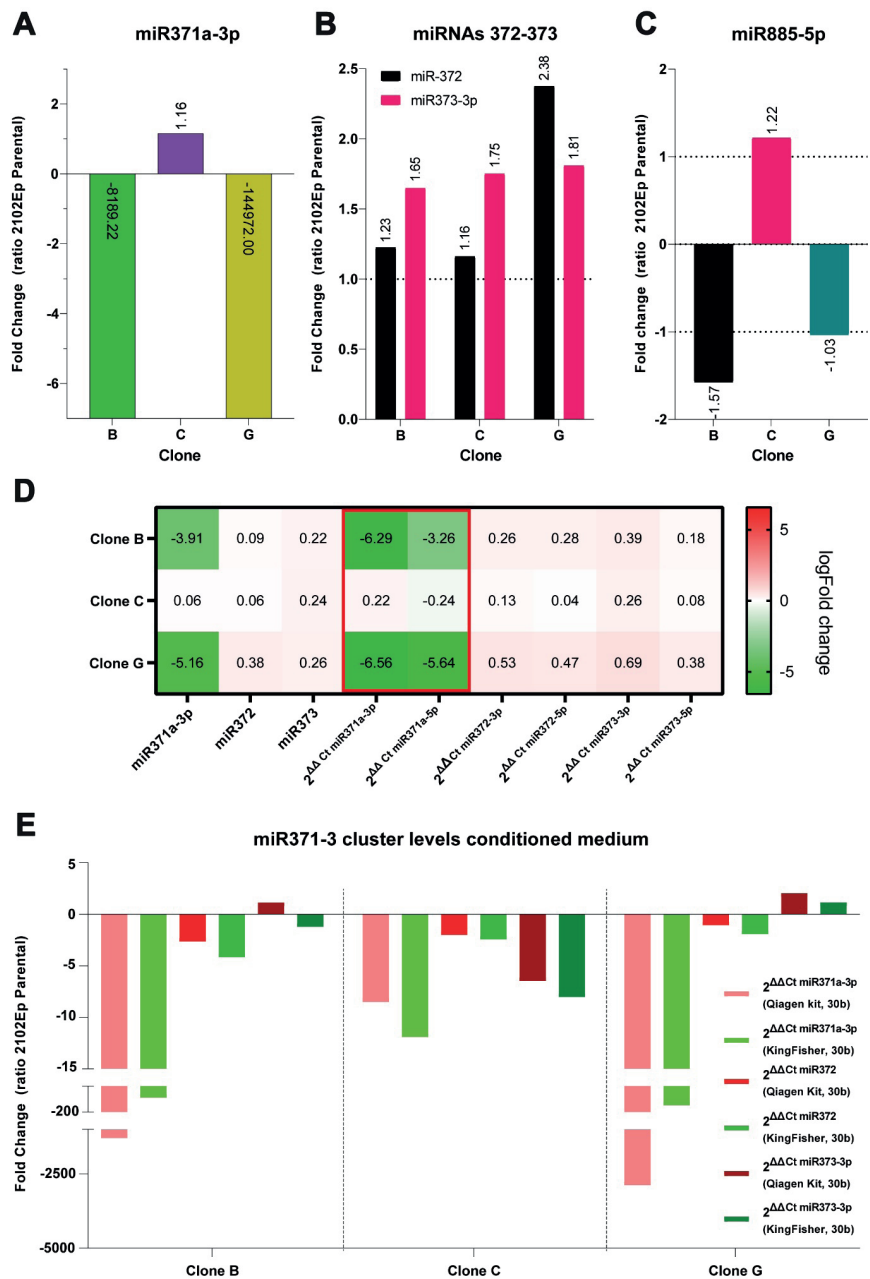 A
miR371a-3p
Fold Change (ratio 2102Ep Parental)
2
0
-2
-4
-6
-8189.22
1.16
-144972.00
B
C
G
Clone
B
miRNAs 372-373
miR-372
miR373-3p
Fold Change (ratio 2102Ep Parental)
2.5
2.0
1.5
1.0
0.5
0.0
1.23
1.65
1.16
1.75
2.38
1.81
B
C
G
Clone
C
miR885-5p
Fold change (ratio 2102Ep Parental)
2
1
0
-1
-2
-1.57
1.22
-1.03
B
C
G
Clone
D
Clone B
-3.91 0.09 0.22 -6.29 -3.26 0.26 0.28 0.39 0.18
Clone C
0.06 0.06 0.24 0.22 -0.24 0.13 0.04 0.26 0.08
Clone G
-5.16 0.38 0.26 -6.56 -5.64 0.53 0.47 0.69 0.38
miR371a-3p
miR372
miR373
2ΔΔ Ct miR371a-3p
2ΔΔ Ct miR371a-5p
2ΔΔCt miR372-3p
2ΔΔ Ct miR372-5p
2ΔΔ Ct miR373-3p
2ΔΔ Ct miR373-5p
5
0
-5
logFold change
E
miR371-3 cluster levels conditioned medium
Fold Change (ratio 2102Ep Parental)
5
0
-5
-10
-15
-200
-2500
-5000
Clone B
Clone C
Clone G
2ΔΔCt miR371a-3p
(Qiagen kit, 30b)
2ΔΔCt miR371a-3p
(KingFisher, 30b)
2ΔΔCt miR372
(Qiagen Kit, 30b)
2ΔΔCt miR372
(KingFisher, 30b)
2ΔΔCt miR373-3p
(Qiagen Kit, 30b)
2ΔΔCt miR373-3p
(KingFisher, 30b)